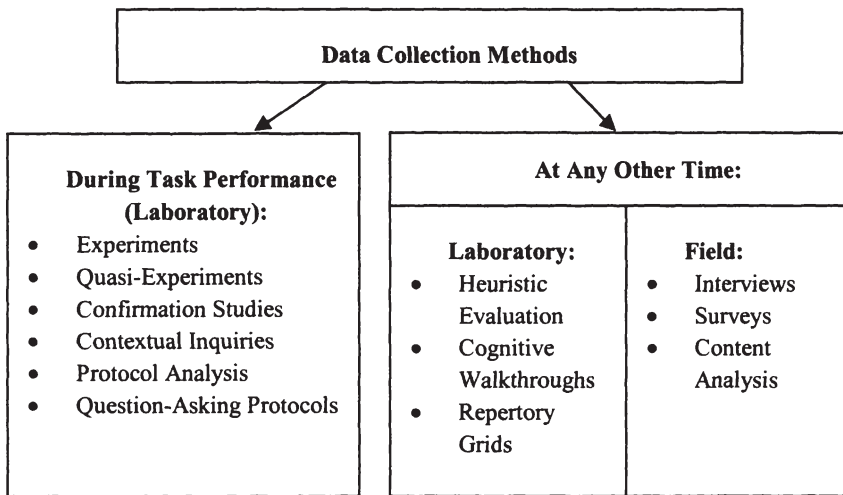 Data Collection Methods
During Task Performance
(Laboratory):
• Experiments
• Quasi-Experiments
• Confirmation Studies
• Contextual Inquiries
• Protocol Analysis
• Question-Asking Protocols
At Any Other Time:
Laboratory:
• Heuristic
Evaluation
• Cognitive
Walkthroughs
• Repertory
Grids
Field:
• Interviews
• Surveys
• Content
Analysis